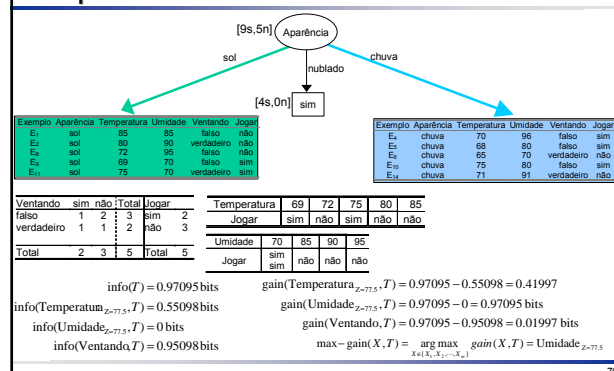 [9s,5n] Aparência
sol
nublado
chuva
[4s,0n] sim
Exemplo Aparência Temperatura Umidade Ventando Jogar
E1 sol 85 85 falso não
E2 sol 80 90 verdadeiro não
E8 sol 72 95 falso não
E9 sol 69 70 falso sim
E11 sol 75 70 verdadeiro sim
Exemplo Aparência Temperatura Umidade Ventando Jogar
E4 chuva 70 96 falso sim
E5 chuva 68 80 falso sim
E6 chuva 65 70 verdadeiro não
E10 chuva 75 80 falso sim
E14 chuva 71 91 verdadeiro não
Ventando sim não Total Jogar
falso 1 2 3 sim 2
verdadeiro 1 1 2 não 3
Total 2 3 5 Total 5
Temperatura 69 72 75 80 85
Jogar sim não sim não não
Umidade 70 85 90 95
Jogar sim sim não não não
info(T) = 0.97095 bits
info(Temperatura Z=77.5, T) = 0.55098 bits
info(Umidade Z=77.5, T) = 0 bits
info(Ventando, T) = 0.95098 bits
gain(Temperatura Z=77.5, T) = 0.97095 − 0.55098 = 0.41997
gain(Umidade Z=77.5, T) = 0.97095 − 0 = 0.97095 bits
gain(Ventando, T) = 0.97095 − 0.95098 = 0.01997 bits
max− gain(X, T) = arg max X∈{X1, X2, ..., Xm} gain(X, T) = Umidade Z=77.5